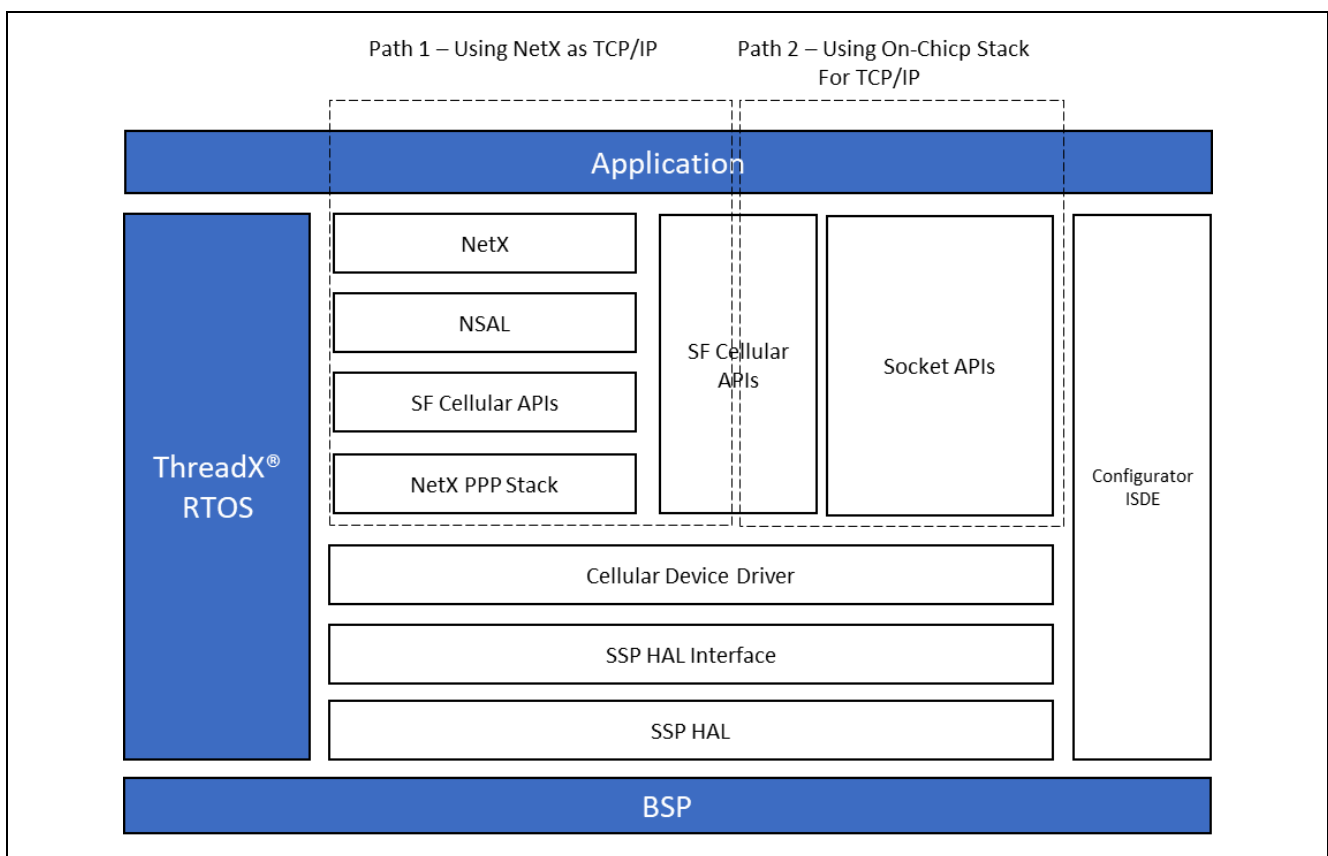 Path 1 – Using NetX as TCP/IP
Path 2 – Using On-Chicp Stack
For TCP/IP
Application
ThreadX®
RTOS
NetX
NSAL
SF Cellular APIs
NetX PPP Stack
SF Cellular
APIs
Socket APIs
Configurator
ISDE
Cellular Device Driver
SSP HAL Interface
SSP HAL
BSP